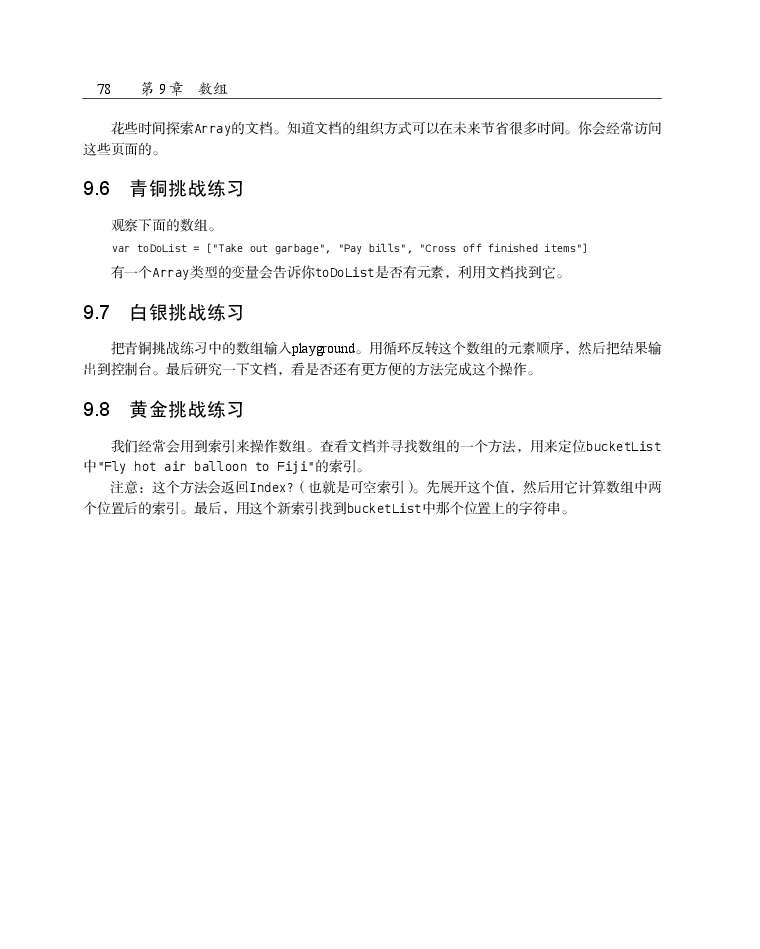 78 第 9 章 数组
花些时间探索Array的文档。知道文档的组织方式可以在未来节省很多时间。你会经常访问
这些页面的。
9.6 青铜挑战练习
观察下面的数组。
var toDoList = ["Take out garbage", "Pay bills", "Cross off finished items"]
有一个Array类型的变量会告诉你toDoList是否有元素，利用文档找到它。
9.7 白银挑战练习
把青铜挑战练习中的数组输入playground。用循环反转这个数组的元素顺序，然后把结果输
出到控制台。最后研究一下文档，看是否还有更方便的方法完成这个操作。
9.8 黄金挑战练习
我们经常会用到索引来操作数组。查看文档并寻找数组的一个方法，用来定位bucketList
中"Fly hot air balloon to Fiji"的索引。
注意：这个方法会返回Index?（也就是可空索引）。先展开这个值，然后用它计算数组中两
个位置后的索引。最后，用这个新索引找到bucketList中那个位置上的字符串。